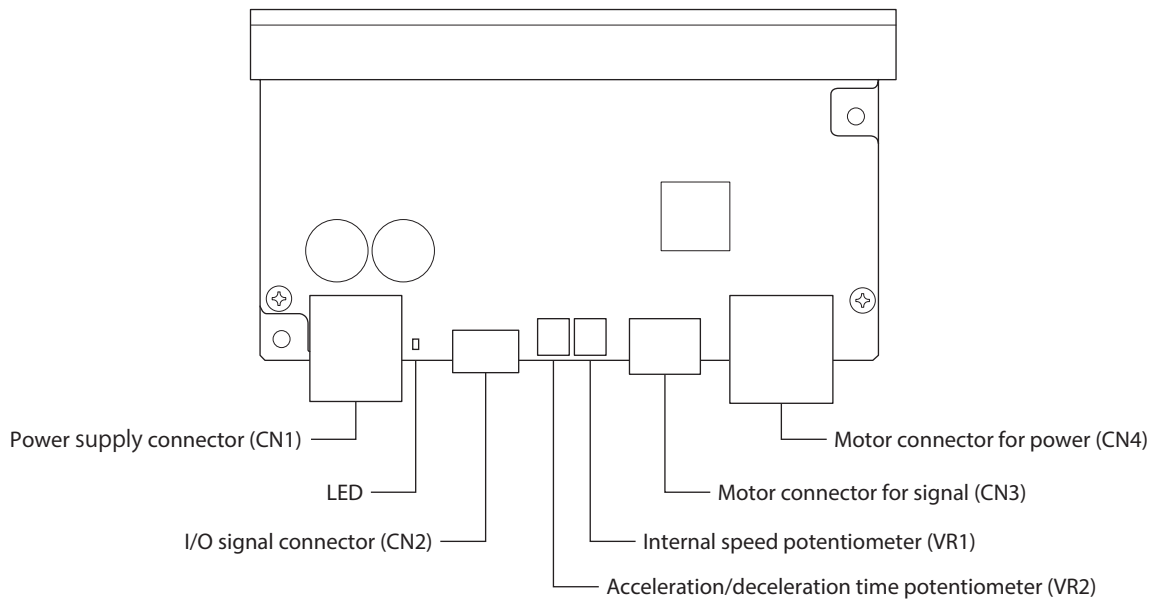 Power supply connector (CN1)
Motor connector for power (CN4)
LED
Motor connector for signal (CN3)
I/O signal connector (CN2)
Internal speed potentiometer (VR1)
Acceleration/deceleration time potentiometer (VR2)